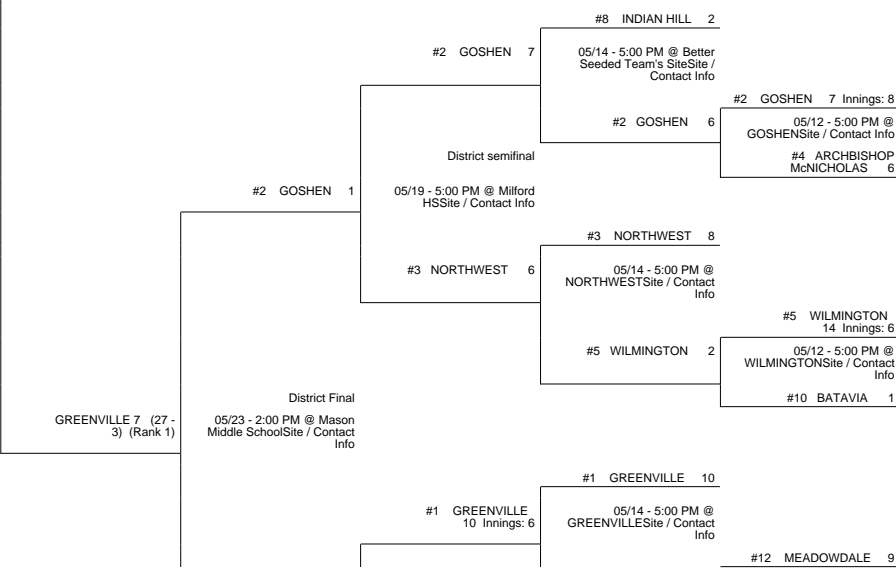 #8 INDIAN HILL 2
#2 GOSHEN 7
05/14 - 5:00 PM @ Better
Seeded Team's SiteSite /
Contact Info
#2 GOSHEN 7 Innings: 8
#2 GOSHEN 6
05/12 - 5:00 PM @
GOSHENSite / Contact Info
#4 ARCHBISHOP
McNICHOLAS 6
District semifinal
#2 GOSHEN 1
05/19 - 5:00 PM @ Milford
HSSite / Contact Info
#3 NORTHWEST 8
#3 NORTHWEST 6
05/14 - 5:00 PM @
NORTHWESTSite / Contact
Info
#5 WILMINGTON
14 Innings: 6
#5 WILMINGTON 2
05/12 - 5:00 PM @
WILMINGTONSite / Contact
Info
#10 BATAVIA 1
District Final
GREENVILLE 7 (27 -
3) (Rank 1)
05/23 - 2:00 PM @ Mason
Middle SchoolSite / Contact
Info
#1 GREENVILLE 10
#1 GREENVILLE
10 Innings: 6
05/14 - 5:00 PM @
GREENVILLESite / Contact
Info
#12 MEADOWDALE 9